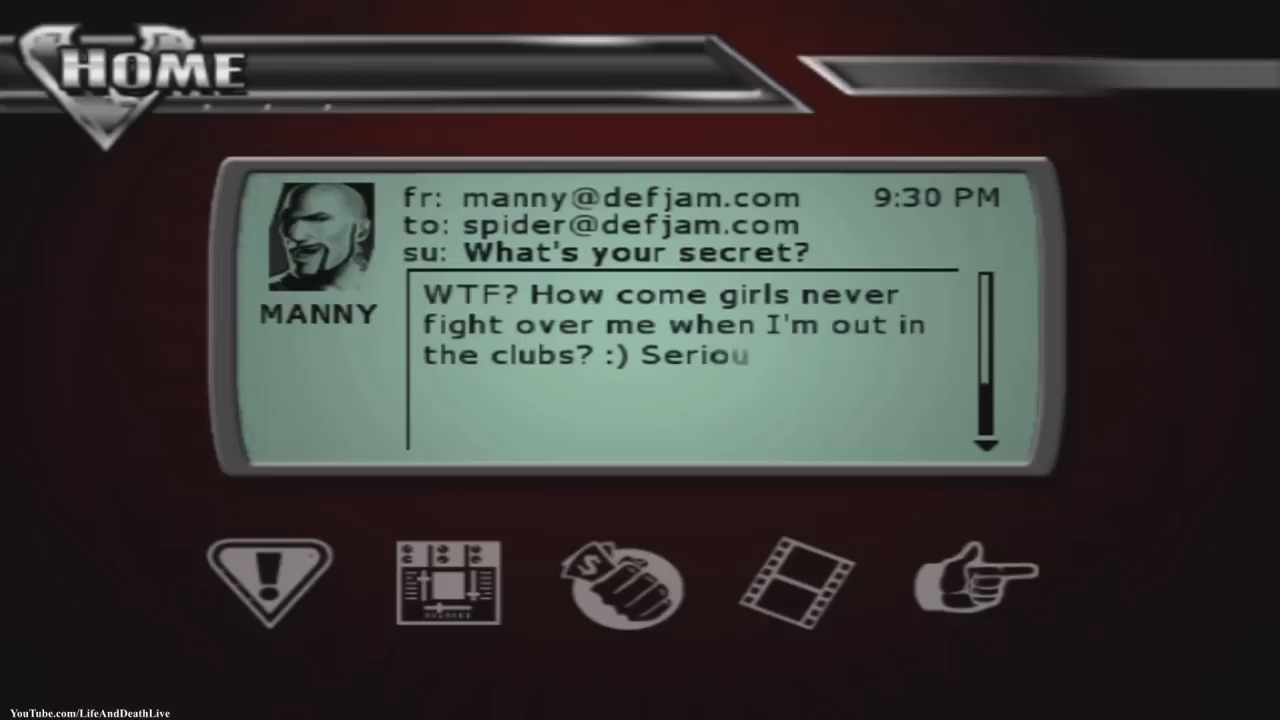 HOME
fr: manny@defjam.com 9:30 PM
to: spider@defjam.com
su: What's your secret?
MANNY
WTF? How come girls never
fight over me when I'm out in
the clubs? :) Seriou
$
YouTube.com/LifeAndDeathLive